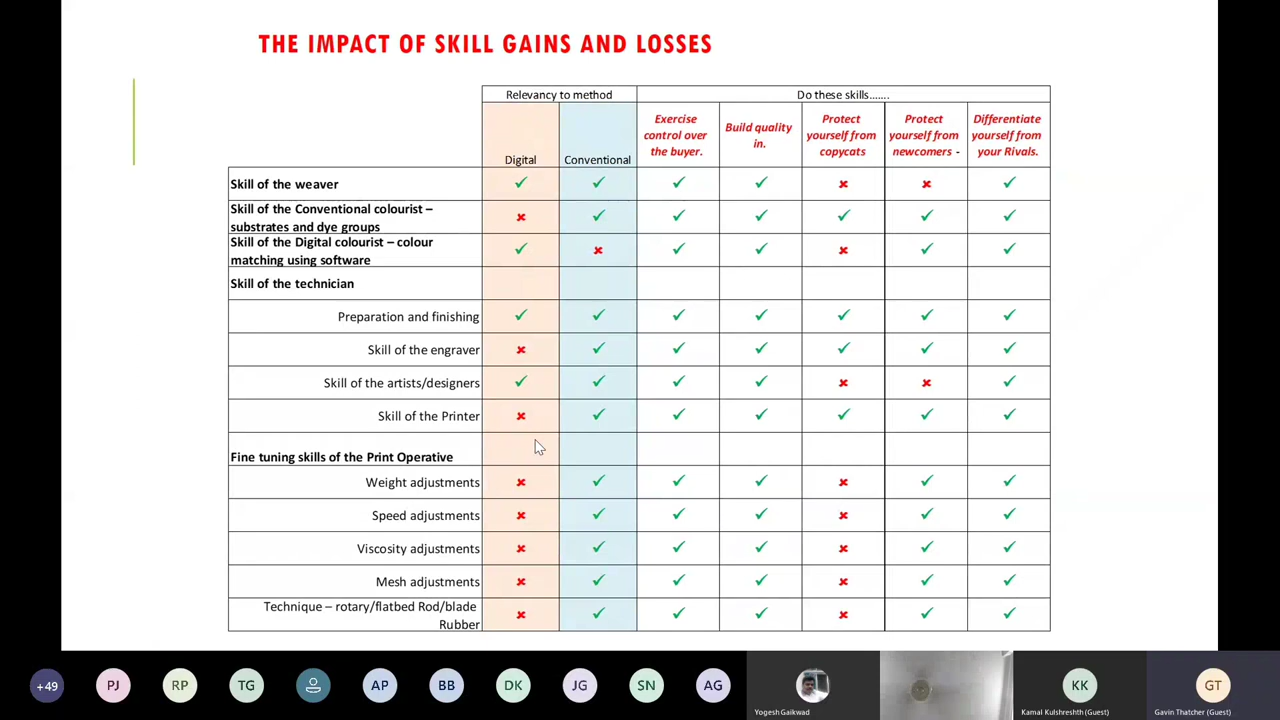 THE IMPACT OF SKILL GAINS AND LOSSES
Relevancy to method
Do these skills…….
Digital
Conventional
Exercise
control over
the buyer.
Build quality
in.
Protect
yourself from
copycats
Protect
yourself from
newcomers -
Differentiate
yourself from
your Rivals.
Skill of the weaver
Skill of the Conventional colourist –
substrates and dye groups
Skill of the Digital colourist – colour
matching using software
Skill of the technician
Preparation and finishing
Skill of the engraver
Skill of the artists/designers
Skill of the Printer
Fine tuning skills of the Print Operative
Weight adjustments
Speed adjustments
Viscosity adjustments
Mesh adjustments
Technique – rotary/flatbed Rod/blade
Rubber
+49
PJ
RP
TG
AP
BB
DK
JG
SN
AG
Yogesh Gaikwad
KK
Kamal Kulshreshth (Guest)
GT
Gavin Thatcher (Guest)